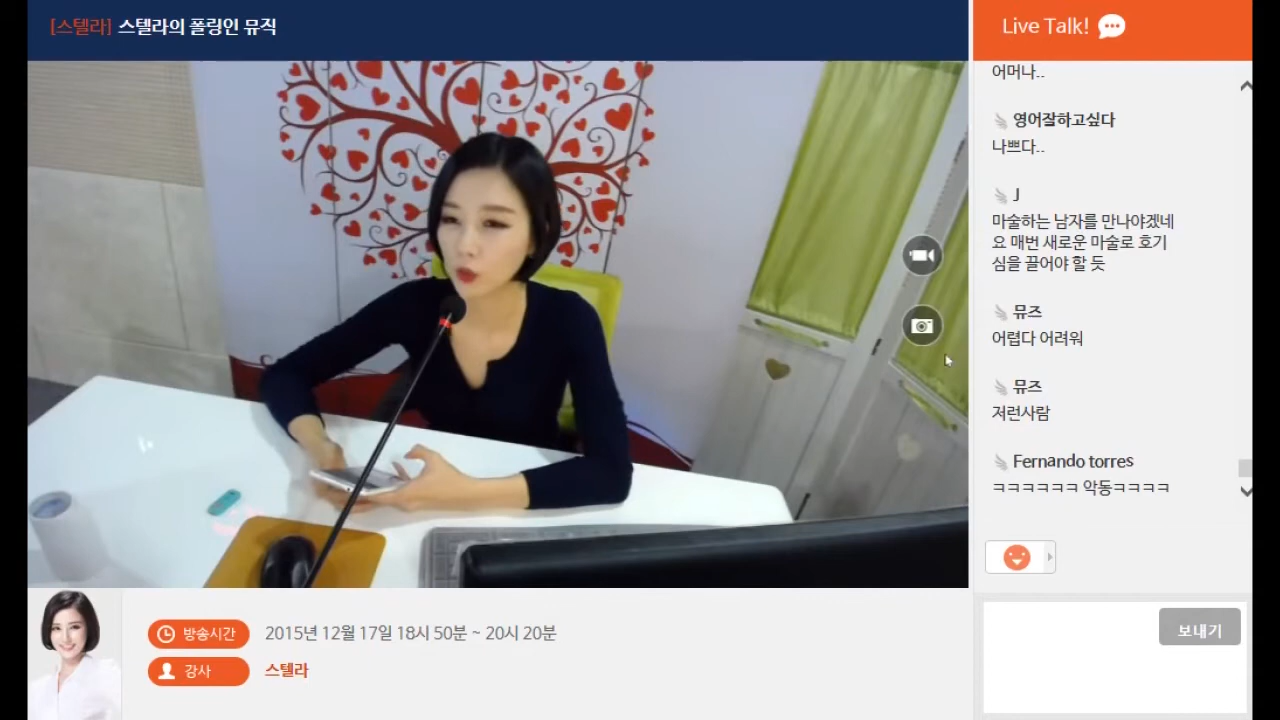 [스텔라] 스텔라의 폴링인 뮤직
Live Talk!
어머나..
영어잘하고싶다
나쁘다..
J
마술하는 남자를 만나야겠네
요 매번 새로운 마술로 호기
심을 끌어야 할 듯
뮤즈
어렵다 어려워
뮤즈
저런사람
Fernando torres
ㅋㅋㅋㅋㅋㅋ 악동ㅋㅋㅋㅋ
보내기
방송시간 2015년 12월 17일 18시 50분 ~ 20시 20분
강사 스텔라